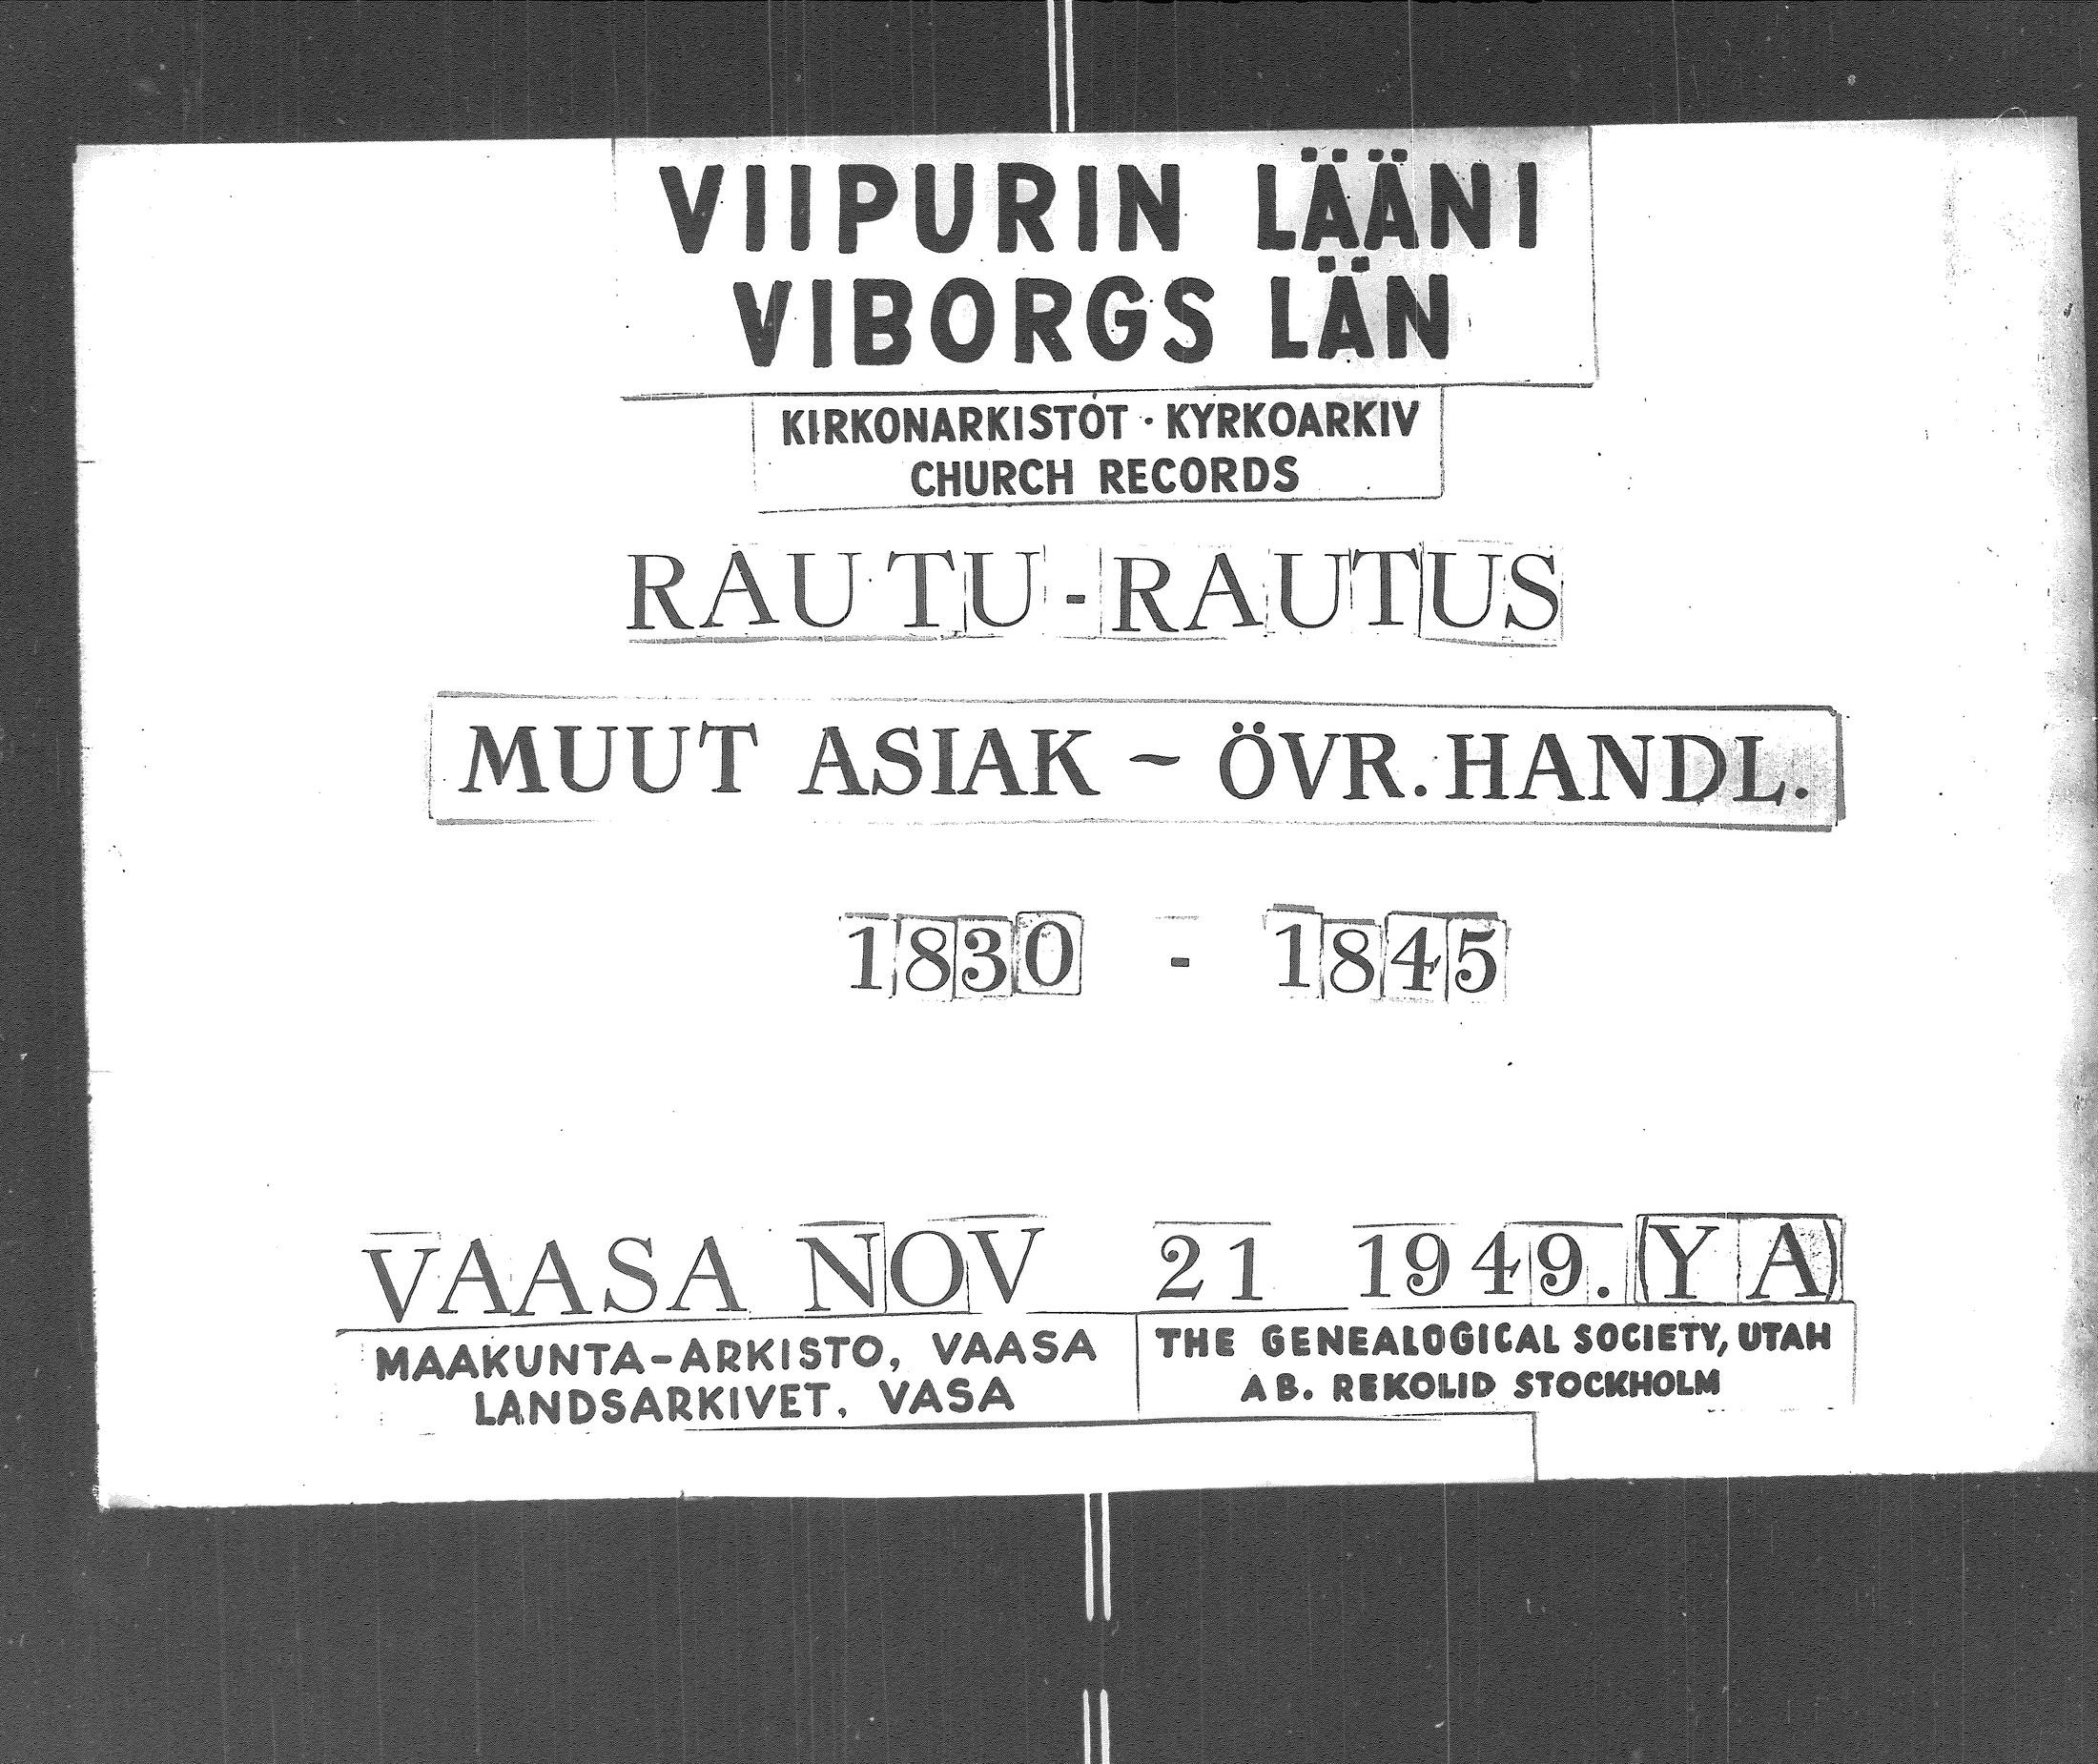 VIIPURIN LÄÄNI
VIBORGS LÄN
KIRKONARKISTOT · KYRKOARKIV
CHURCH RECORDS
RAUTU - RAUTUS
MUUT ASIAK ~ ÖVR. HANDL.
1830 - 1845
VAASA NOV 21 1949. (YA)
MAAKUNTA-ARKISTO, VAASA
LANDSARKIVET, VASA
THE GENEALOGICAL SOCIETY, UTAH
AB. REKOLID STOCKHOLM